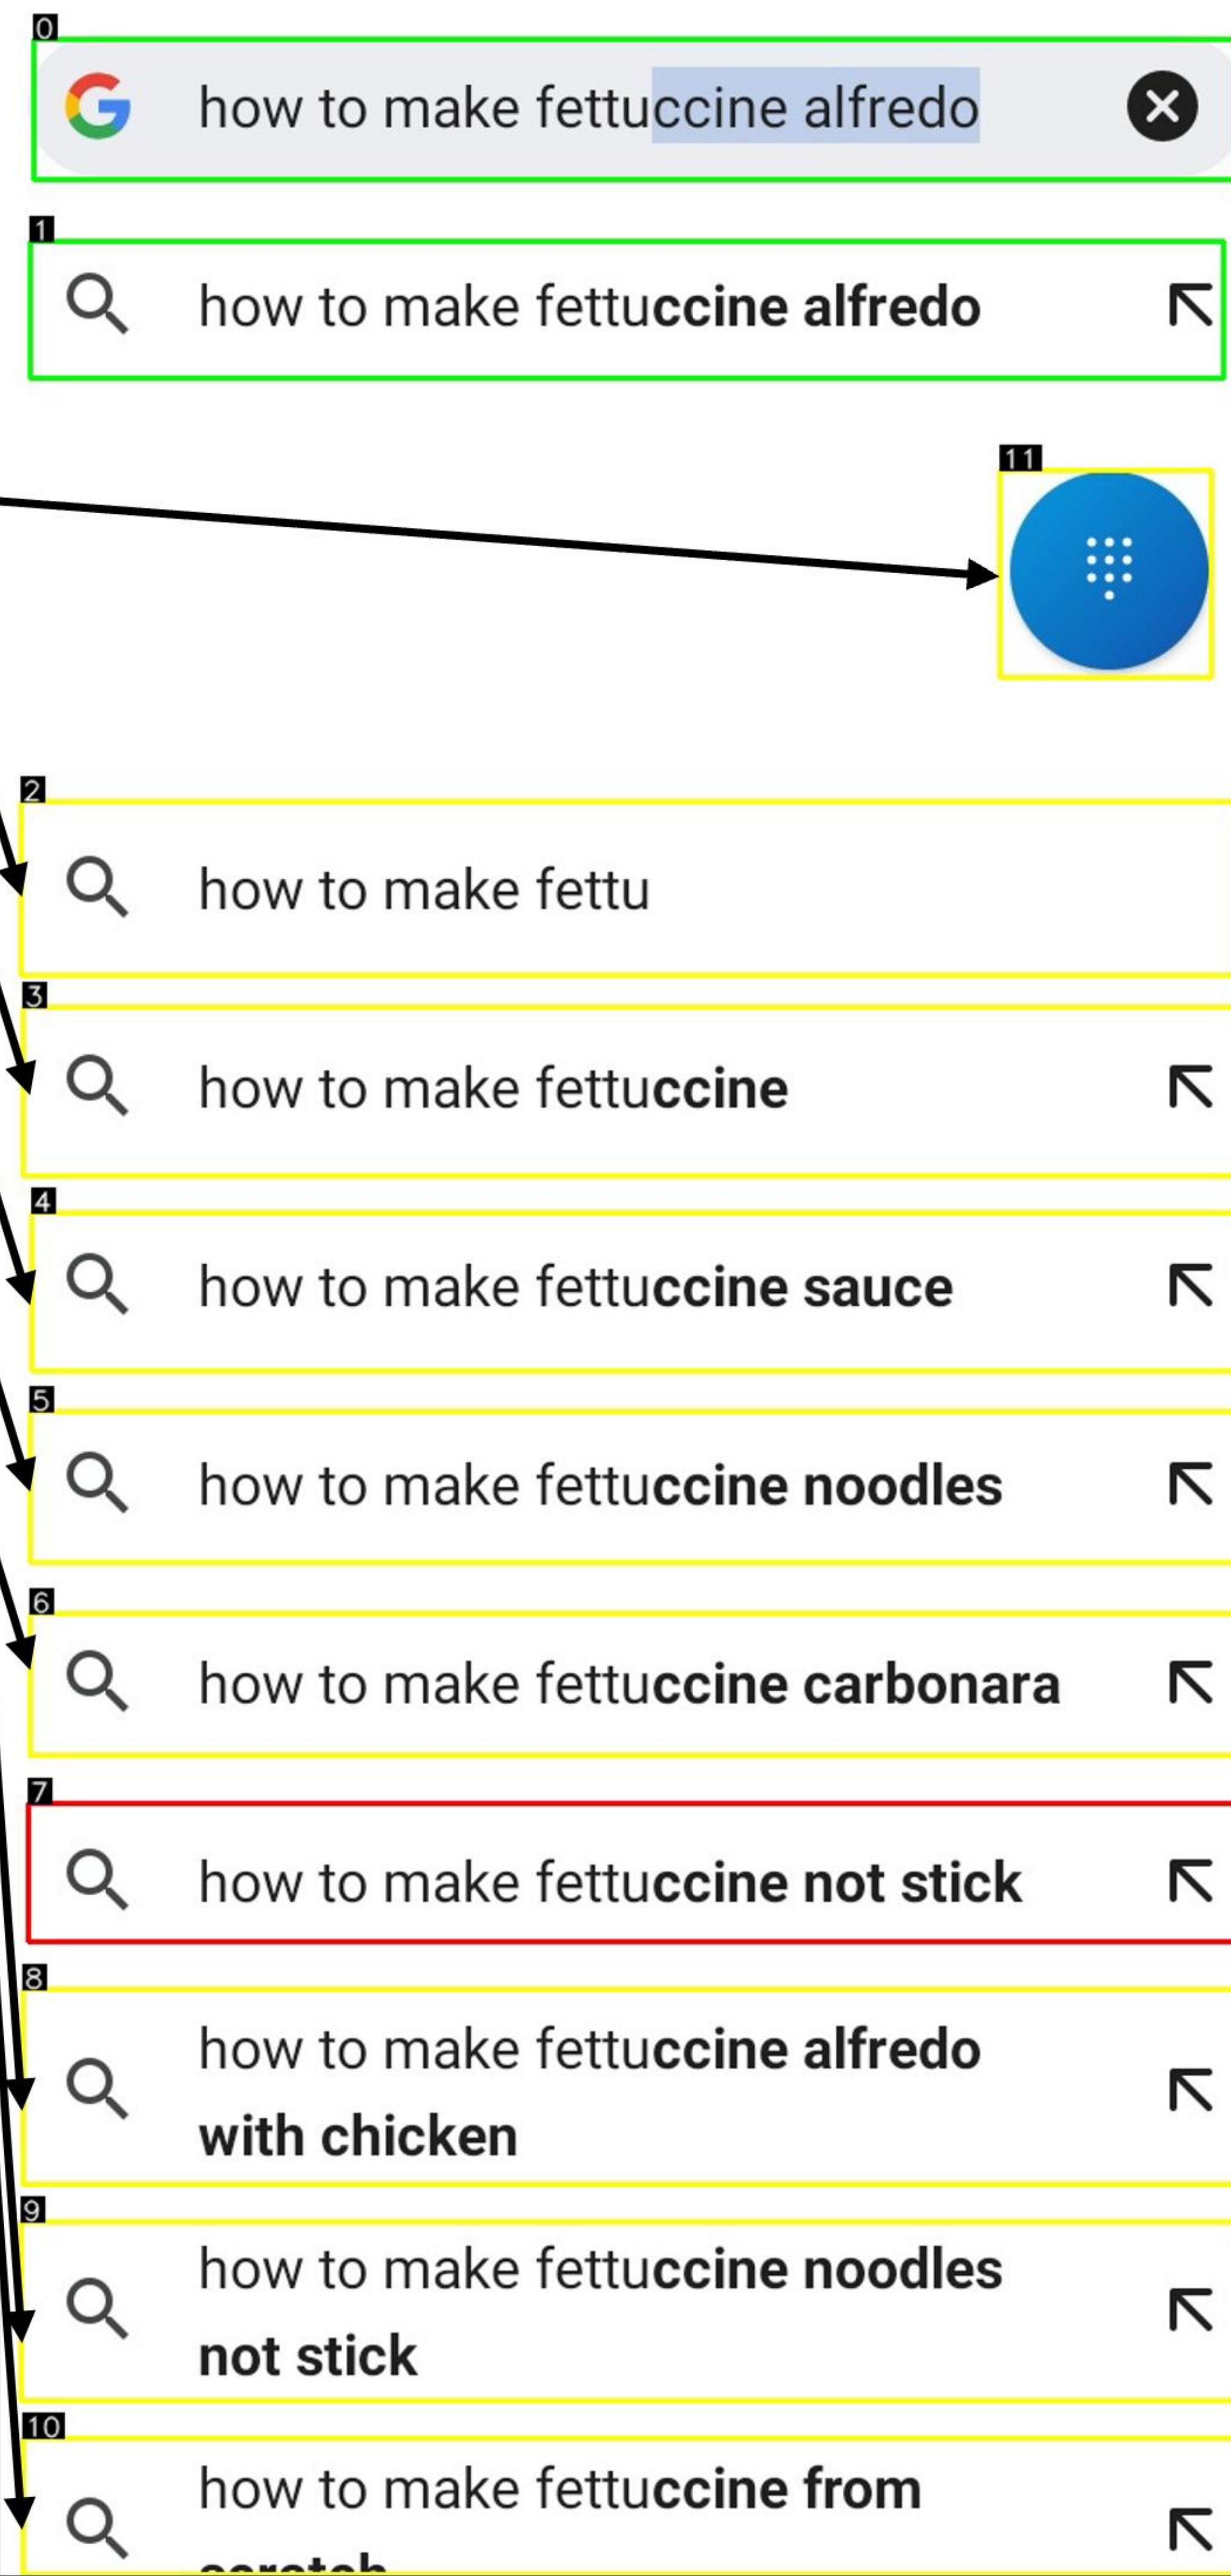 0
how to make fettuccine alfredo
1
how to make fettuccine alfredo
11
2
how to make fettu
3
how to make fettuccine
4
how to make fettuccine sauce
5
how to make fettuccine noodles
6
how to make fettuccine carbonara
7
how to make fettuccine not stick
8
how to make fettuccine alfredo
with chicken
9
how to make fettuccine noodles
not stick
10
how to make fettuccine from
scratch